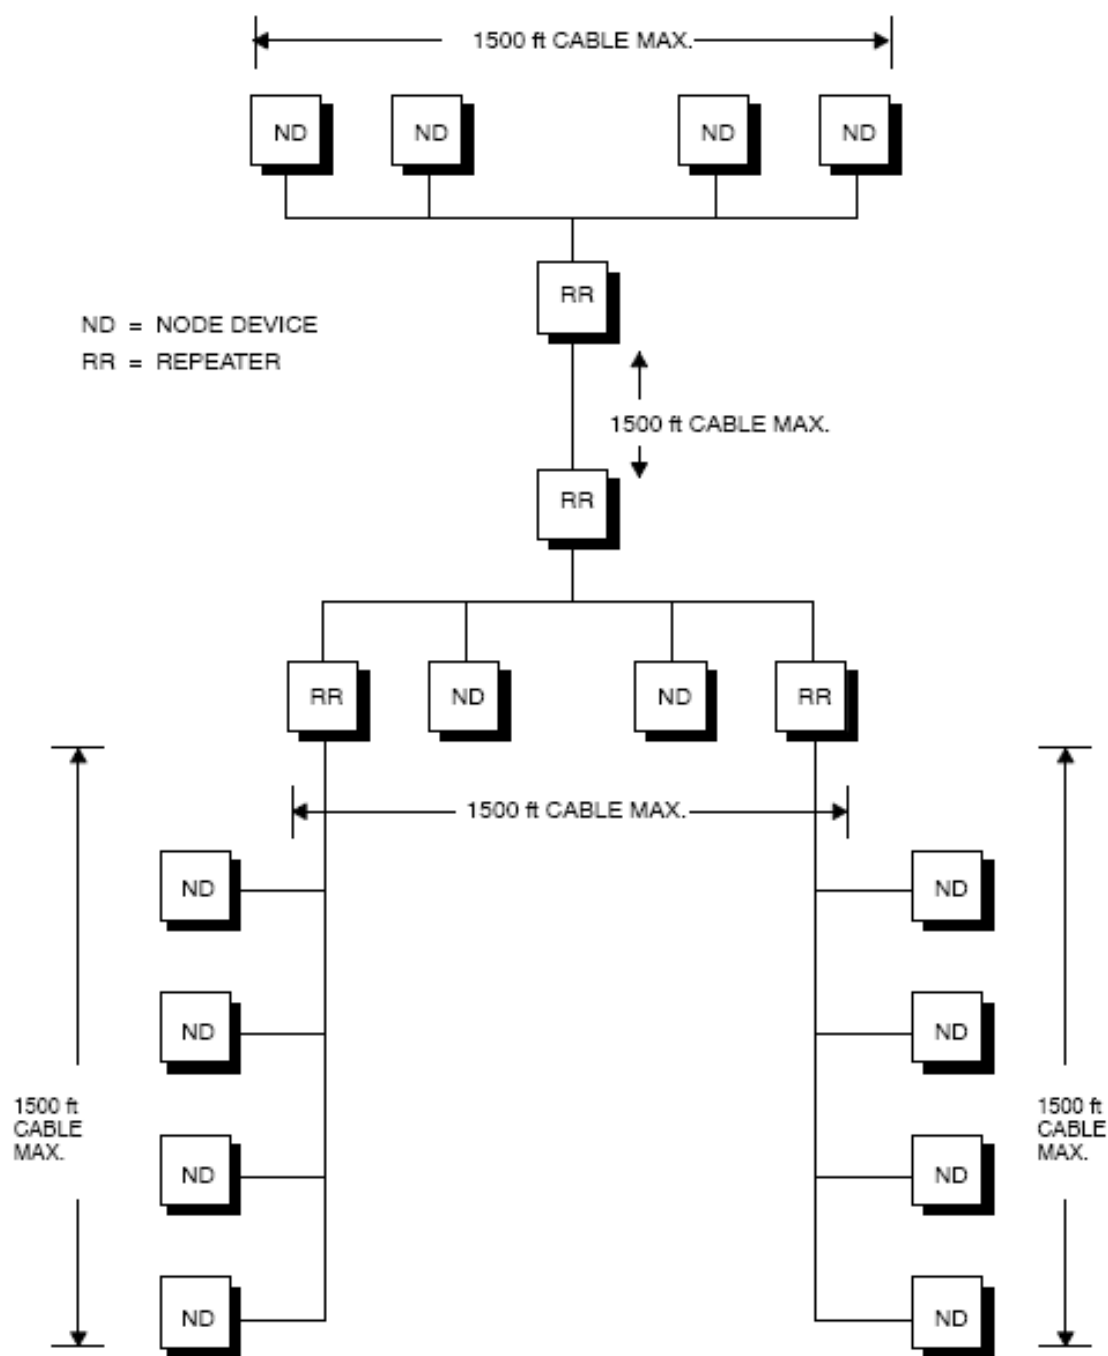 1500 ft CABLE MAX.
ND ND ND ND
RR
ND = NODE DEVICE
RR = REPEATER
1500 ft CABLE MAX.
RR
RR ND ND RR
1500 ft CABLE MAX.
ND ND
ND ND
1500 ft
CABLE
MAX.
1500 ft
CABLE
MAX.
ND ND
ND ND